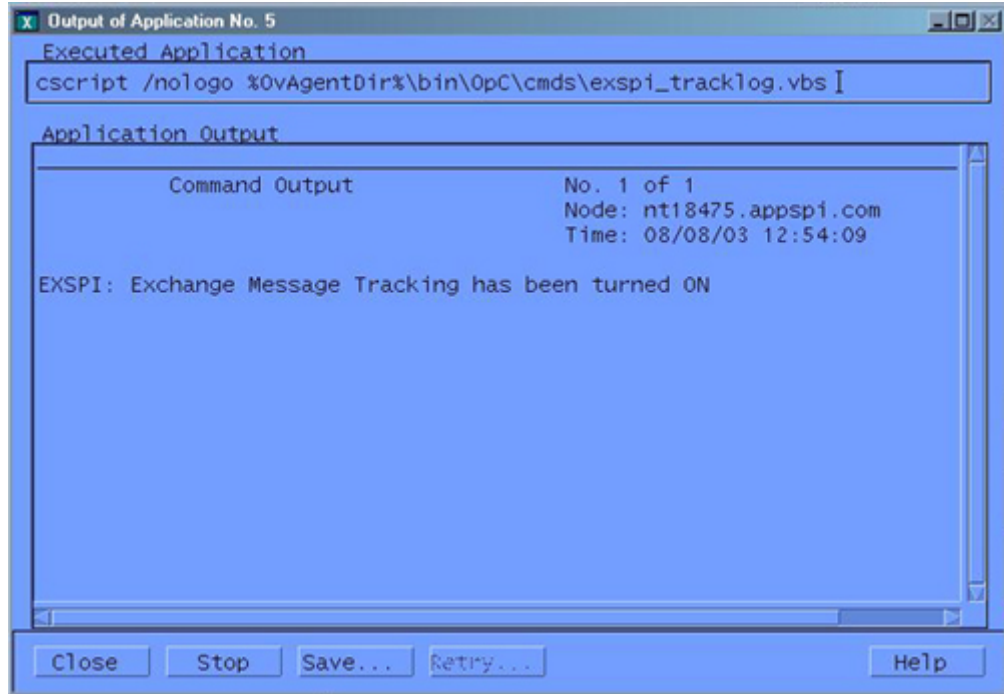 Output of Application No. 5
Executed Application
cscript /nologo %OvAgentDir%\bin\OpC\cmds\exspi_tracklog.vbs
Application Output
Command Output No. 1 of 1
Node: nt18475.appspi.com
Time: 08/08/03 12:54:09
EXSPI: Exchange Message Tracking has been turned ON
Close Stop Save... Retry... Help